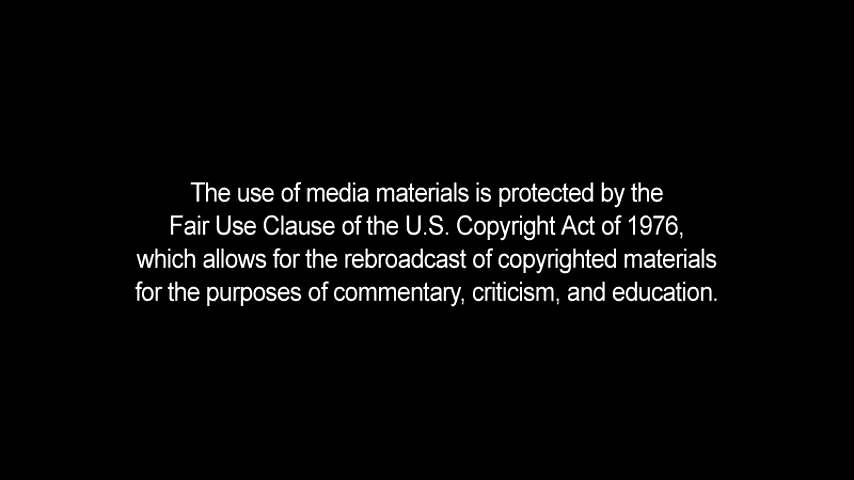 The use of media materials is protected by the
Fair Use Clause of the U.S. Copyright Act of 1976,
which allows for the rebroadcast of copyrighted materials
for the purposes of commentary, criticism, and education.